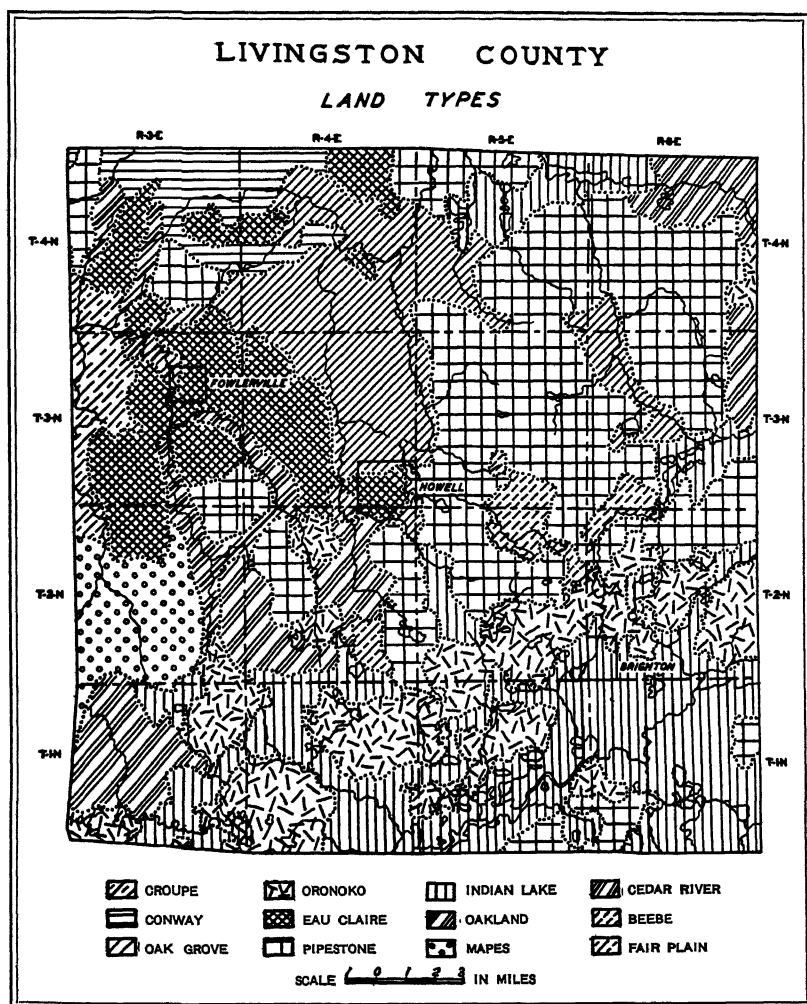 LIVINGSTON COUNTY
LAND TYPES
R-3-E R-4-E R-5-E R-6-E
T-4-N T-4-N
FOWLERVILLE
T-3-N T-3-N
HOWELL
T-2-N T-2-N
BRIGHTON
T-1-N T-1-N
GROUPE ORONOKO INDIAN LAKE CEDAR RIVER
CONWAY EAU CLAIRE OAKLAND BEEBE
OAK GROVE PIPESTONE MAPES FAIR PLAIN
SCALE 1 0 1 2 3 IN MILES